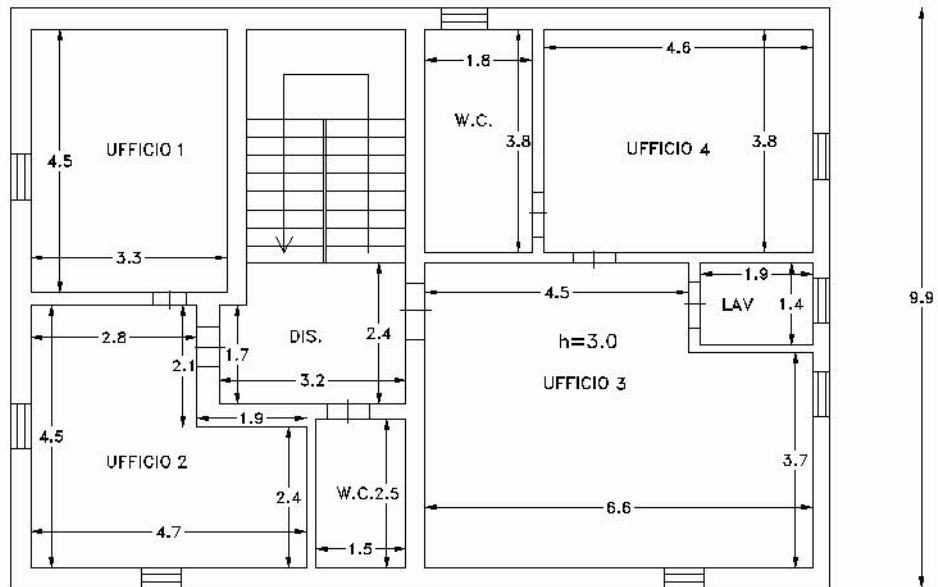 4.6
1.8
W.C.
3.8
UFFICIO 1
UFFICIO 4
3.8
4.5
3.3
1.9
4.5
LAV
1.4
9.9
2.8
DIS.
2.4
h=3.0
2.1
1.7
3.2
UFFICIO 3
1.9
4.5
UFFICIO 2
3.7
2.4
W.C.
2.5
6.6
4.7
1.5